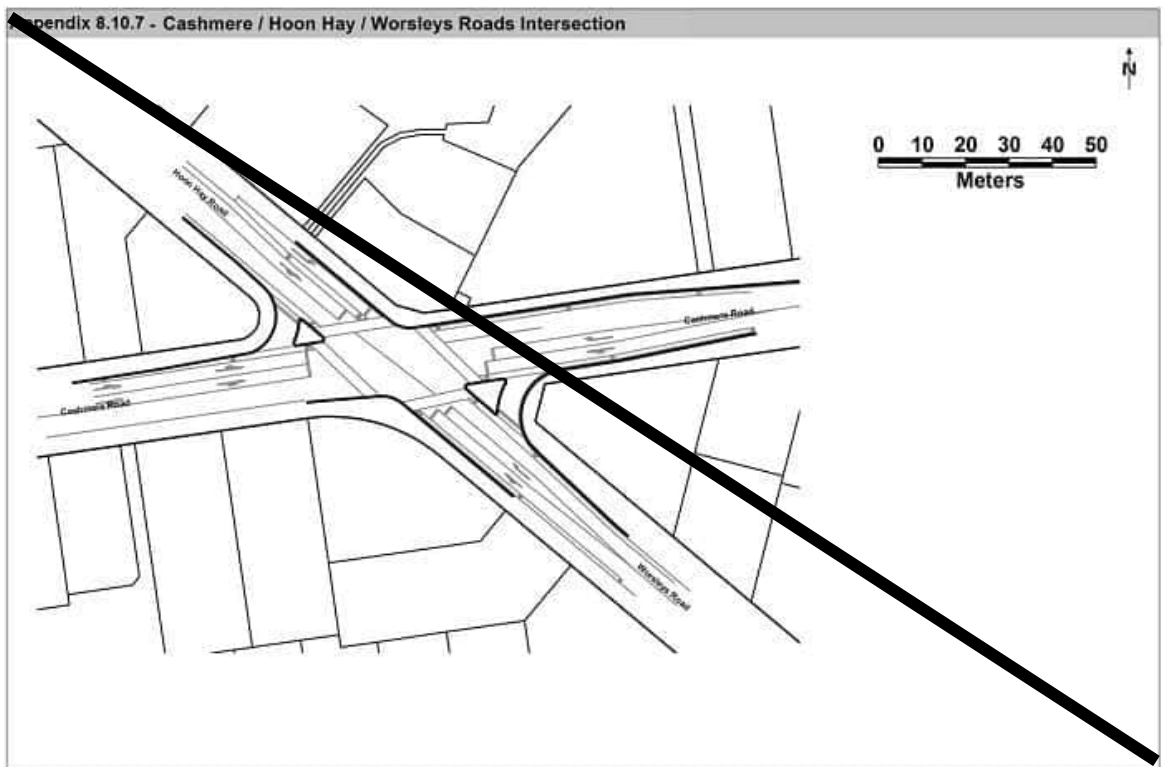 Appendix 8.10.7 - Cashmere / Hoon Hay / Worsleys Roads Intersection
N
0 10 20 30 40 50
Meters
Hoon Hay Road
Cashmere Road
Cashmere Road
Worsleys Road